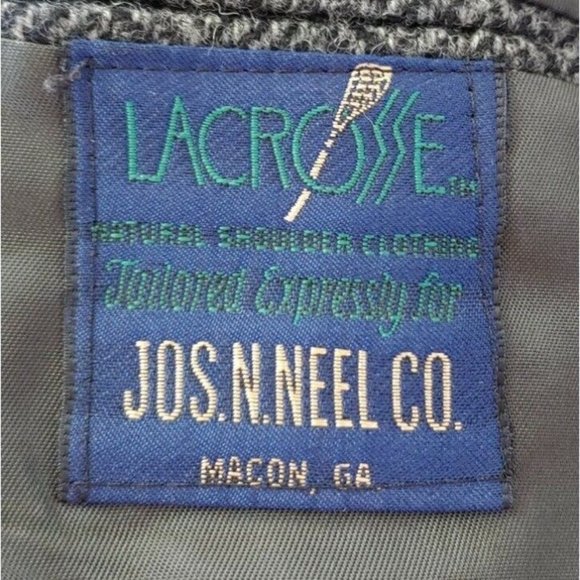 LACROSSE
NATURAL SHOULDER CLOTHING
Tailored Expressly for
JOS.N.NEEL CO.
MACON, GA